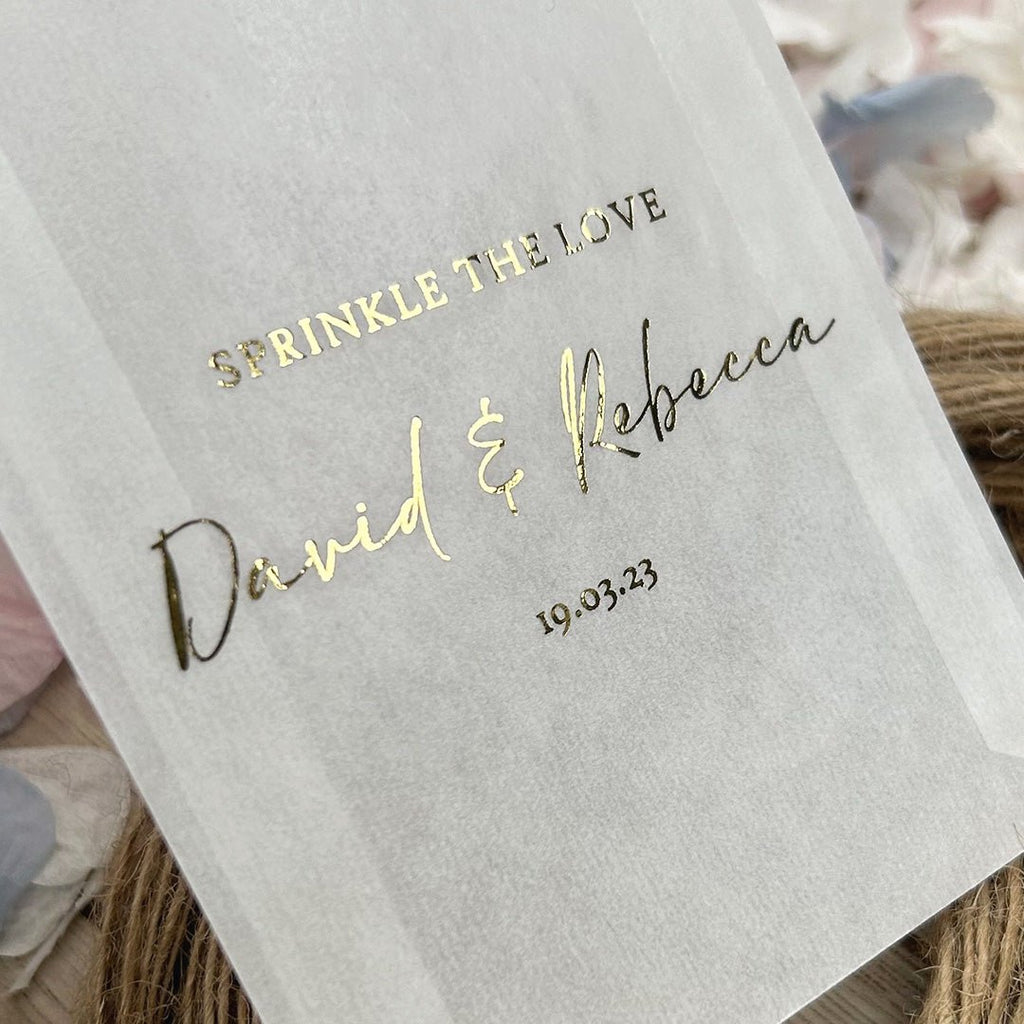 SPRINKLE THE LOVE
David & Rebecca
19.03.23